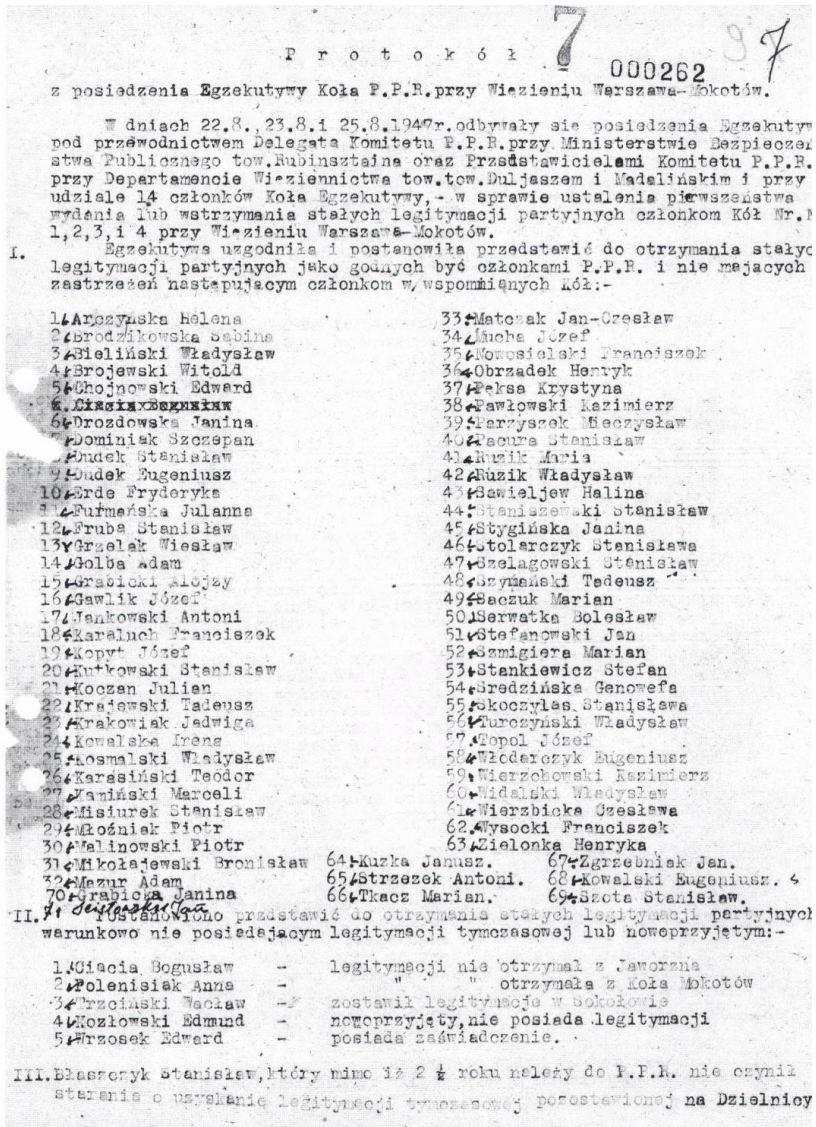 7
000262
7
P r o t o k ó ł
z posiedzenia Egzekutywy Koła P.P.R.przy Więzieniu Warszawa-Mokotów.
W dniach 22.8.,23.8.i 25.8.1947r.odbywały się posiedzenia Egzekutyw
pod przewodnictwem Delegata Komitetu P.P.R.przy Ministerstwie Bezpieczeń
stwa Publicznego tow.Rubinsztajna oraz Przedstawicielami Komitetu P.P.R.
przy Departamencie Więziennictwa tow.tow.Duljaszem i Madalińskim i przy
udziale 14 członków Koła Egzekutywy,- w sprawie ustalenia pierwszeństwa
wydania lub wstrzymania stałych legitymacji partyjnych członkom Kół Nr.N
1,2,3,i 4 przy Więzieniu Warszawa-Mokotów.
I. Egzekutywa uzgodniła i postanowiła przedstawić do otrzymania stałyc
legitymacji partyjnych jako godnych być członkami P.P.R. i nie mających
zastrzeżeń następującym członkom w/wspomnianych Kół:-
1.Arczyńska Helena
2.Brodzikowska Sabina
3.Bieliński Władysław
4.Brojewski Witold
5.Chojnowski Edward
6. Ciacia Bogusław
6.Drozdowska Janina
7.Dominiak Szczepan
8.Dudek Stanisław
9.Dudek Eugeniusz
10.Erde Fryderyka
11.Furmańska Julanna
12.Fruba Stanisław
13.Grzelak Wiesław
14.Golba Adam
15.Grabicki Alojzy
16.Gawlik Józef
17.Jankowski Antoni
18.Karaluch Franciszek
19.Kopyt Józef
20.Kutkowski Stanisław
21.Koczan Julian
22.Krajewski Tadeusz
23.Krakowiak Jadwiga
24.Kowalska Irena
25.Kosmalski Władysław
26.Karasiński Teodor
27.Kamiński Marceli
28.Misiurek Stanisław
29.Młoźniak Piotr
30.Malinowski Piotr
31.Mikołajewski Bronisław
32.Mazur Adam
70.Grabicka Janina
33.Matczak Jan-Czesław
34.Mucha Józef
35.Nowosielski Franciszek
36.Obrzadek Henryk
37.Pęksa Krystyna
38.Pawłowski Kazimierz
39.Parzyszek Mieczysław
40.Pacura Stanisław
41.Ruzik Maria
42.Ruzik Władysław
43.Sawieljew Halina
44.Staniszewski Stanisław
45.Stygińska Janina
46.Stolarczyk Stanisława
47.Szelagowski Stanisław
48.Szymański Tadeusz
49.Saczuk Marian
50.Serwatka Bolesław
51.Stefanowski Jan
52.Szmigiera Marian
53.Stankiewicz Stefan
54.Sredzińska Genowefa
55.Skoczylas Stanisława
56.Turczyński Władysław
57.Topol Józef
58.Włodarczyk Eugeniusz
59.Wierzchowski Kazimierz
60.Widalski Władysław
61.Wierzbicka Czesława
62.Wysocki Franciszek
63.Zielonka Henryka
64.Kuzka Janusz.
65.Strzezek Antoni.
66.Tkacz Marian.
67.Zgrzebniak Jan.
68.Kowalski Eugeniusz.
69.Szota Stanisław.
71
II. Postanowiono przdstawić do otrzymania stałych legitymacji partyjnych
warunkowo nie posiadającym legitymacji tymczasowej lub nowoprzyjętym:-
1.Ciacia Bogusław - legitymacji nie otrzymał z Jaworzna
2.Polenisiak Anna - " " otrzymała z Koła Mokotów
3.Trzciński Wacław - zostawił legitymację w Sokołowie
4.Kozłowski Edmund - nowoprzyjęty,nie posiada legitymacji
5.Wrzosek Edward - posiada zaświadczenie.
III.Błaszczyk Stanisław,który mimo iż 2 ½ roku należy do P.P.R. nie czynił
starania o uzyskanie legitymacji tymczasowej pozostawionej na Dzielnicy